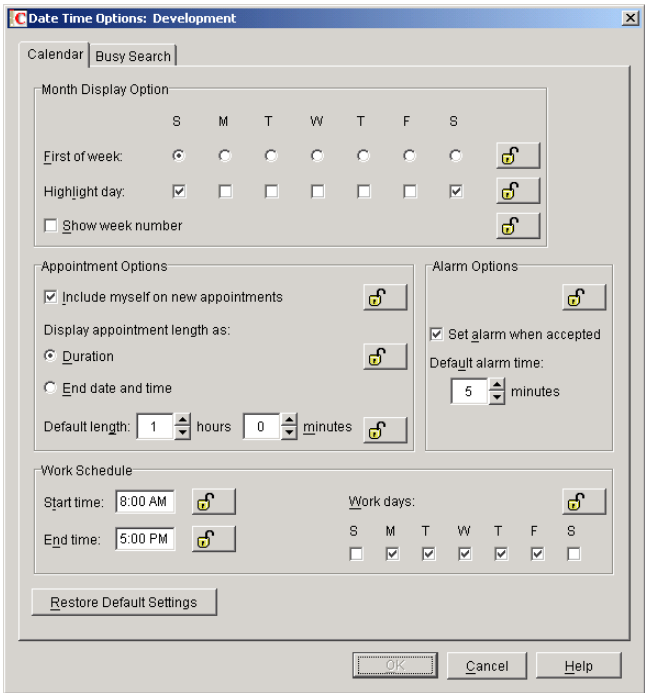 Date Time Options: Development
Calendar Busy Search
Month Display Option
S M T W T F S
First of week:
Highlight day:
Show week number
Appointment Options
Include myself on new appointments
Display appointment length as:
Duration
End date and time
Default length: 1 hours 0 minutes
Alarm Options
Set alarm when accepted
Default alarm time:
5 minutes
Work Schedule
Start time: 8:00 AM
End time: 5:00 PM
Work days:
S M T W T F S
Restore Default Settings
OK Cancel Help